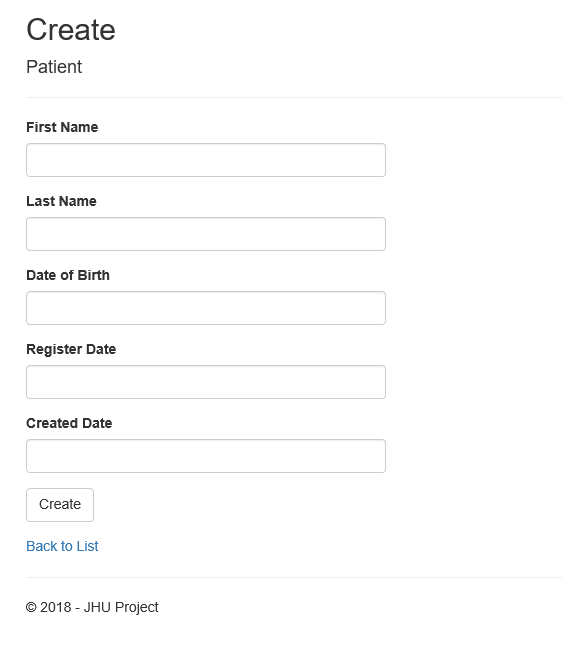 Create
Patient
First Name
Last Name
Date of Birth
Register Date
Created Date
Create
Back to List
© 2018 - JHU Project